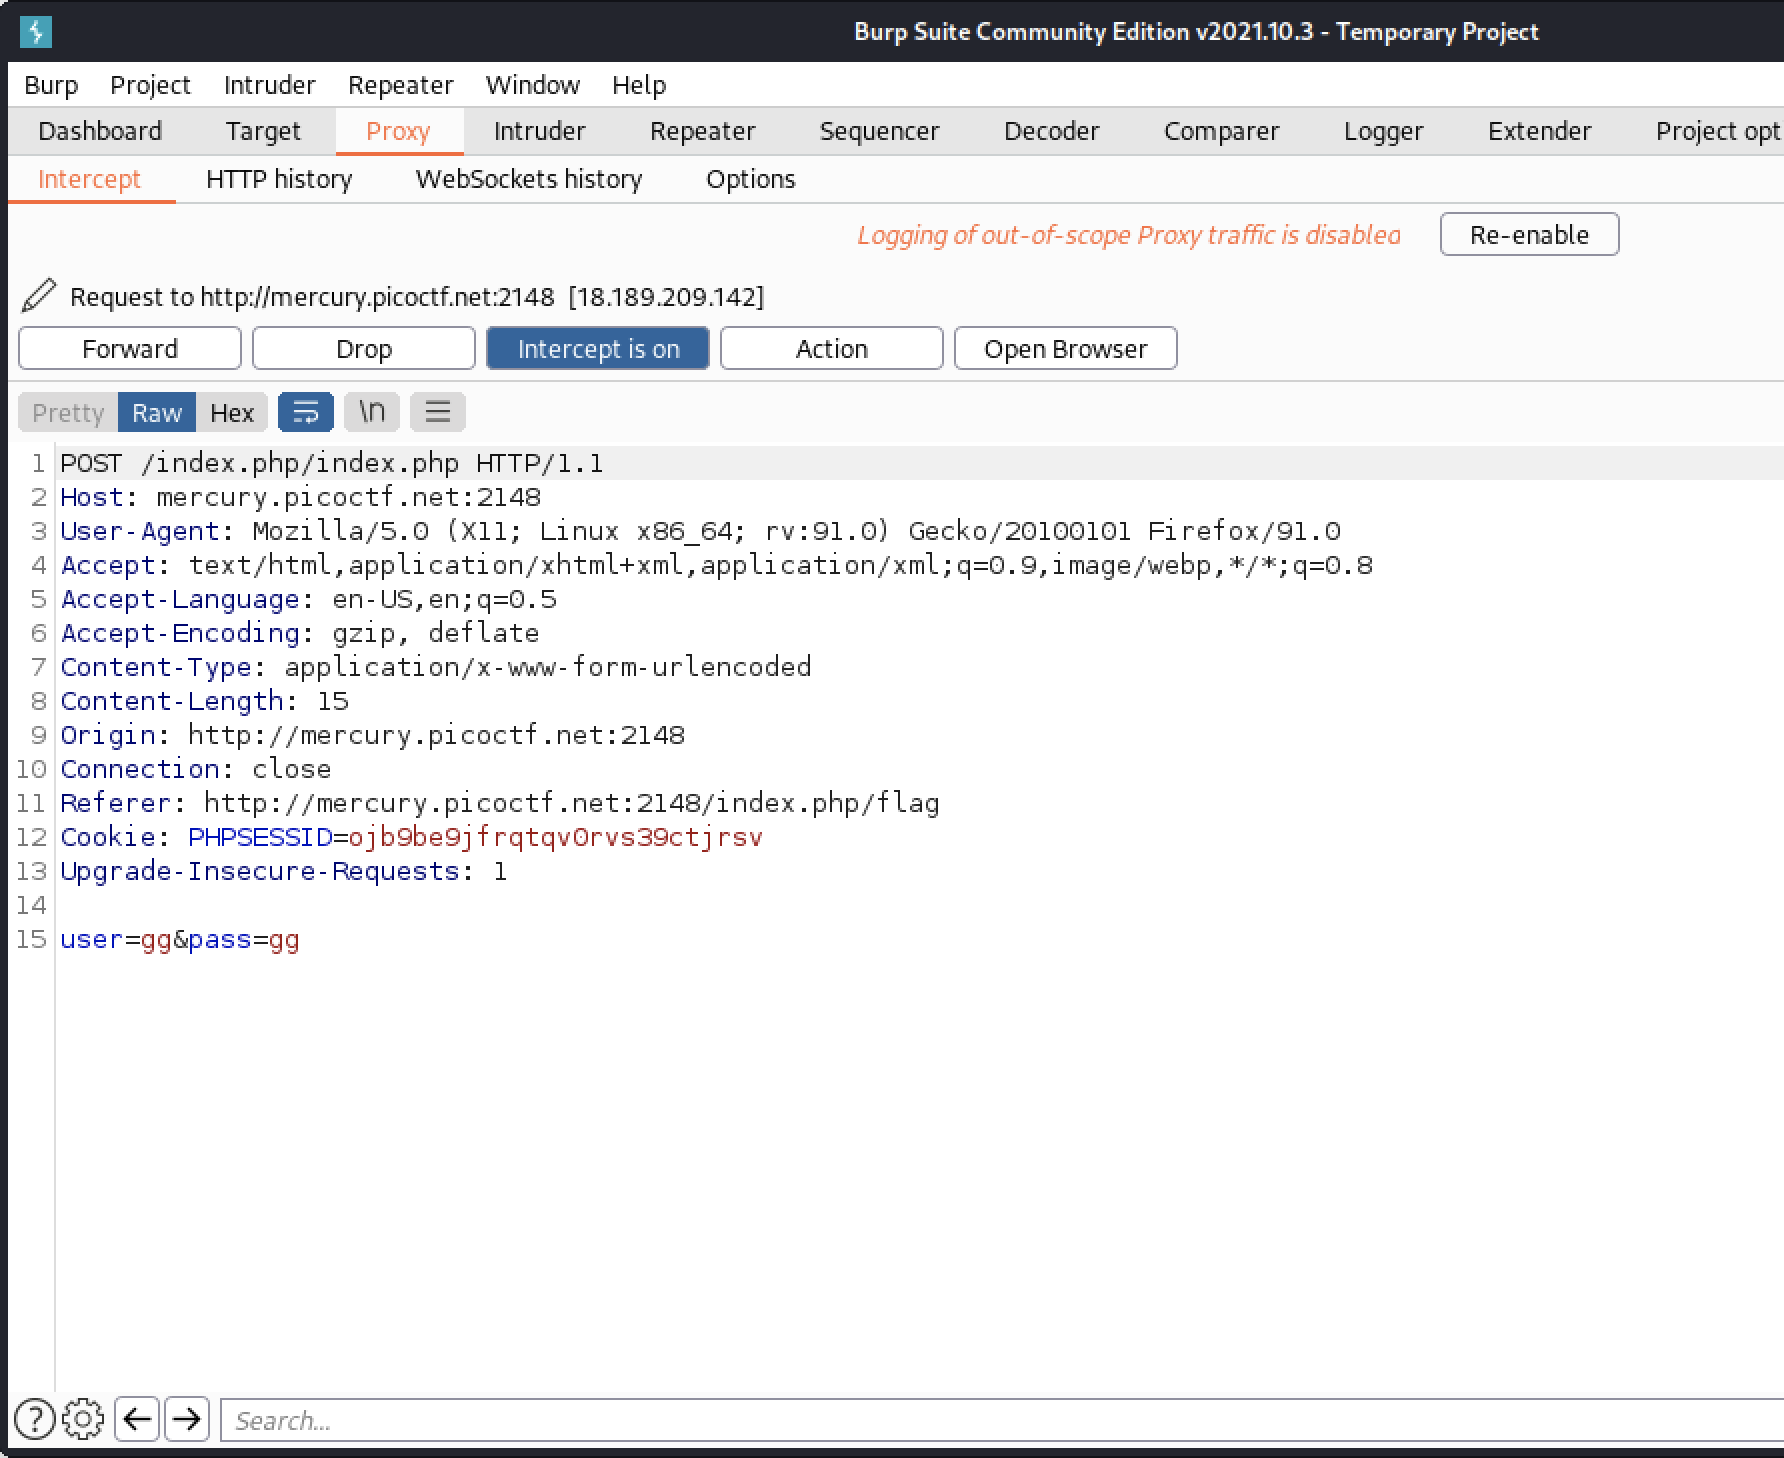 Burp Suite Community Edition v2021.10.3 - Temporary Project
Burp Project Intruder Repeater Window Help
Dashboard Target Proxy Intruder Repeater Sequencer Decoder Comparer Logger Extender Project opt
Intercept HTTP history WebSockets history Options
Logging of out-of-scope Proxy traffic is disabled Re-enable
Request to http://mercury.picoctf.net:2148 [18.189.209.142]
Forward Drop Intercept is on Action Open Browser
Pretty Raw Hex \n
1 POST /index.php/index.php HTTP/1.1
2 Host: mercury.picoctf.net:2148
3 User-Agent: Mozilla/5.0 (X11; Linux x86_64; rv:91.0) Gecko/20100101 Firefox/91.0
4 Accept: text/html,application/xhtml+xml,application/xml;q=0.9,image/webp,*/*;q=0.8
5 Accept-Language: en-US,en;q=0.5
6 Accept-Encoding: gzip, deflate
7 Content-Type: application/x-www-form-urlencoded
8 Content-Length: 15
9 Origin: http://mercury.picoctf.net:2148
10 Connection: close
11 Referer: http://mercury.picoctf.net:2148/index.php/flag
12 Cookie: PHPSESSID=ojb9be9jfrqtqv0rvs39ctjrsv
13 Upgrade-Insecure-Requests: 1
14
15 user=gg&pass=gg
? Search...